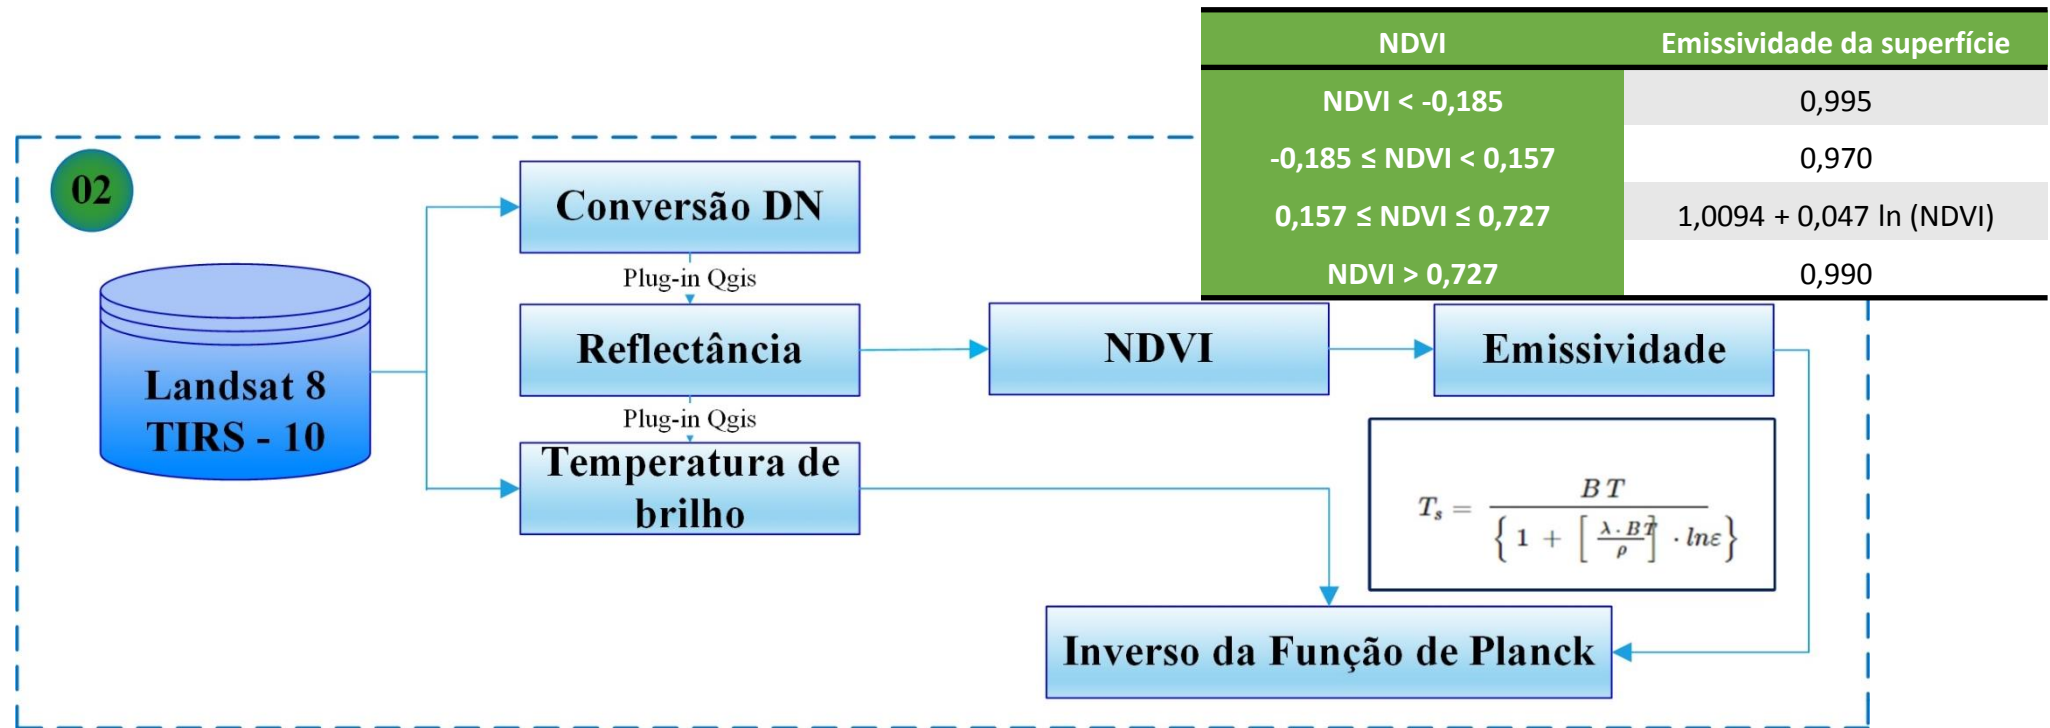 NDVI Emissividade da superfície
NDVI < -0,185 0,995
-0,185 ≤ NDVI < 0,157 0,970
0,157 ≤ NDVI ≤ 0,727 1,0094 + 0,047 ln (NDVI)
NDVI > 0,727 0,990
02
Landsat 8
TIRS - 10
Conversão DN
Plug-in Qgis
Reflectância
Plug-in Qgis
Temperatura de
brilho
NDVI
Emissividade
T_s = B T / { 1 + [ λ · BT / ρ ] · lnε }
Inverso da Função de Planck